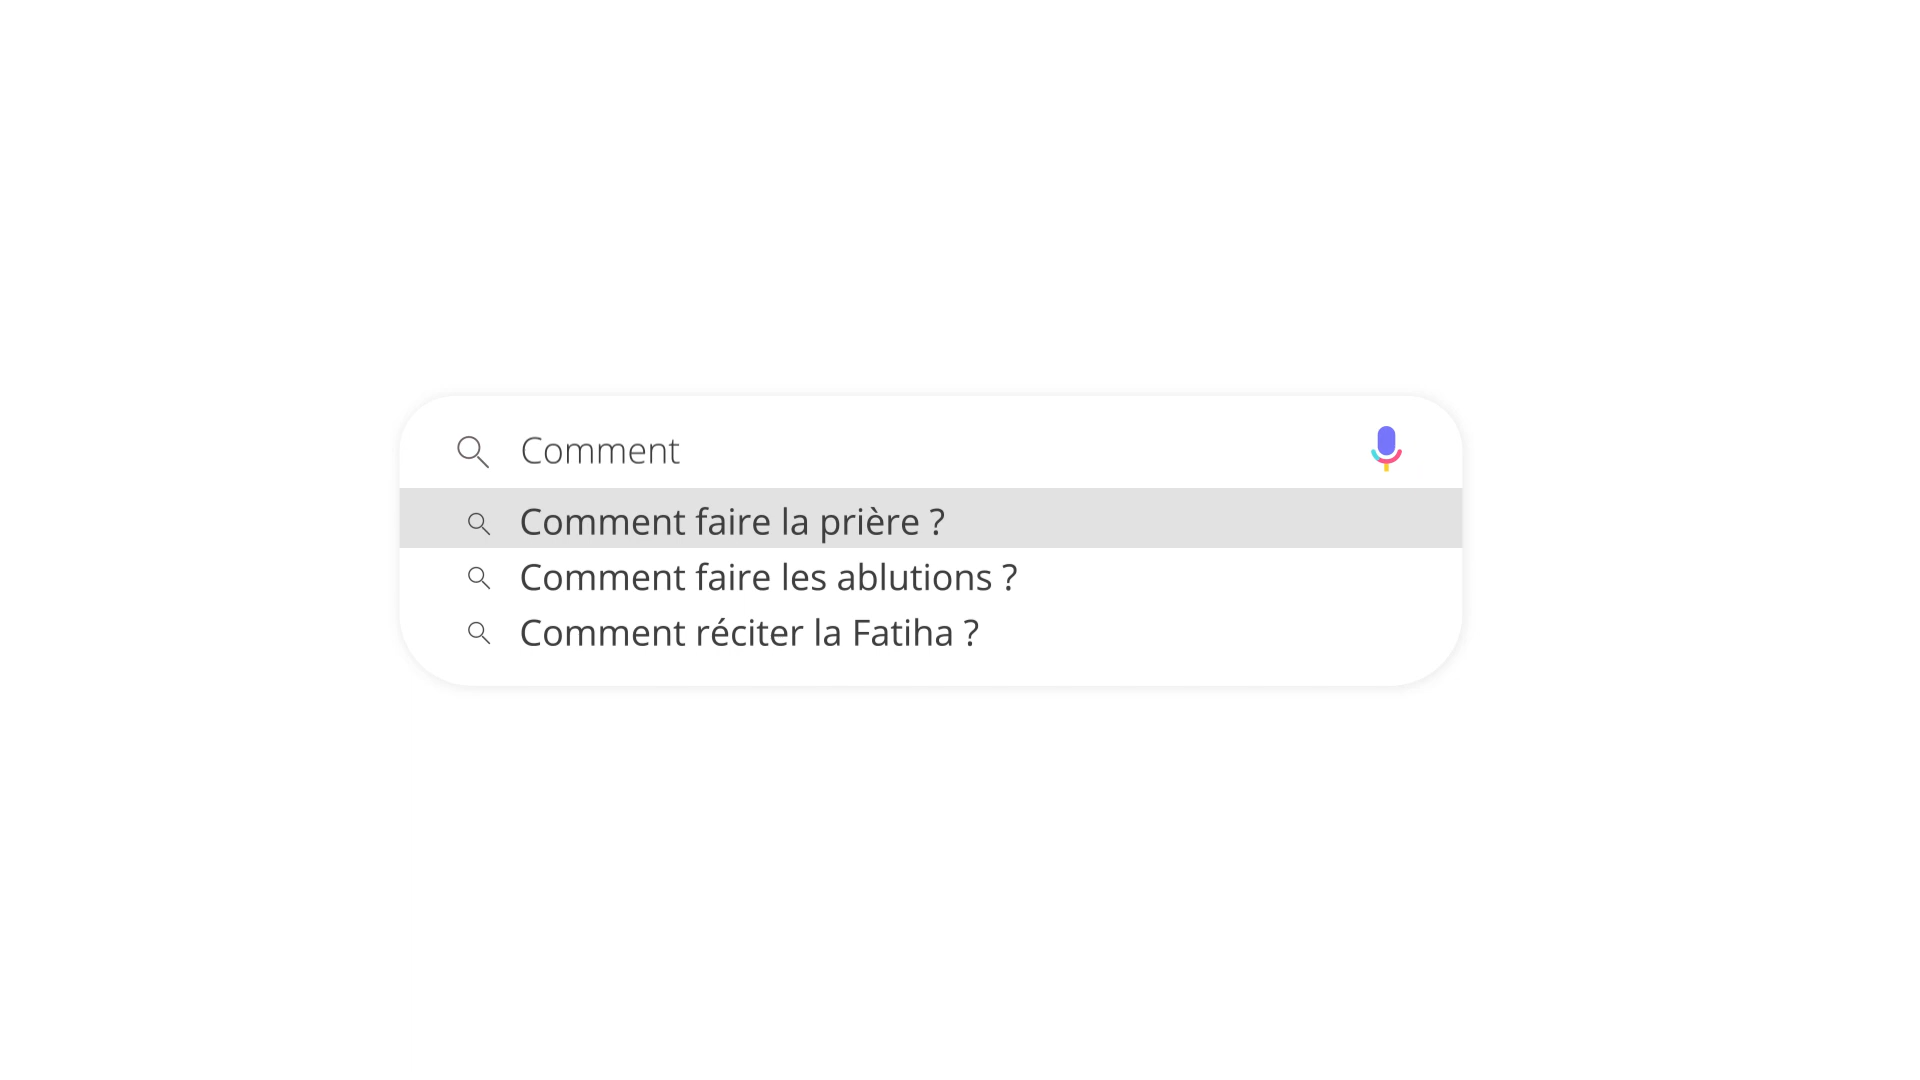 Comment
Comment faire la prière ?
Comment faire les ablutions ?
Comment réciter la Fatiha ?